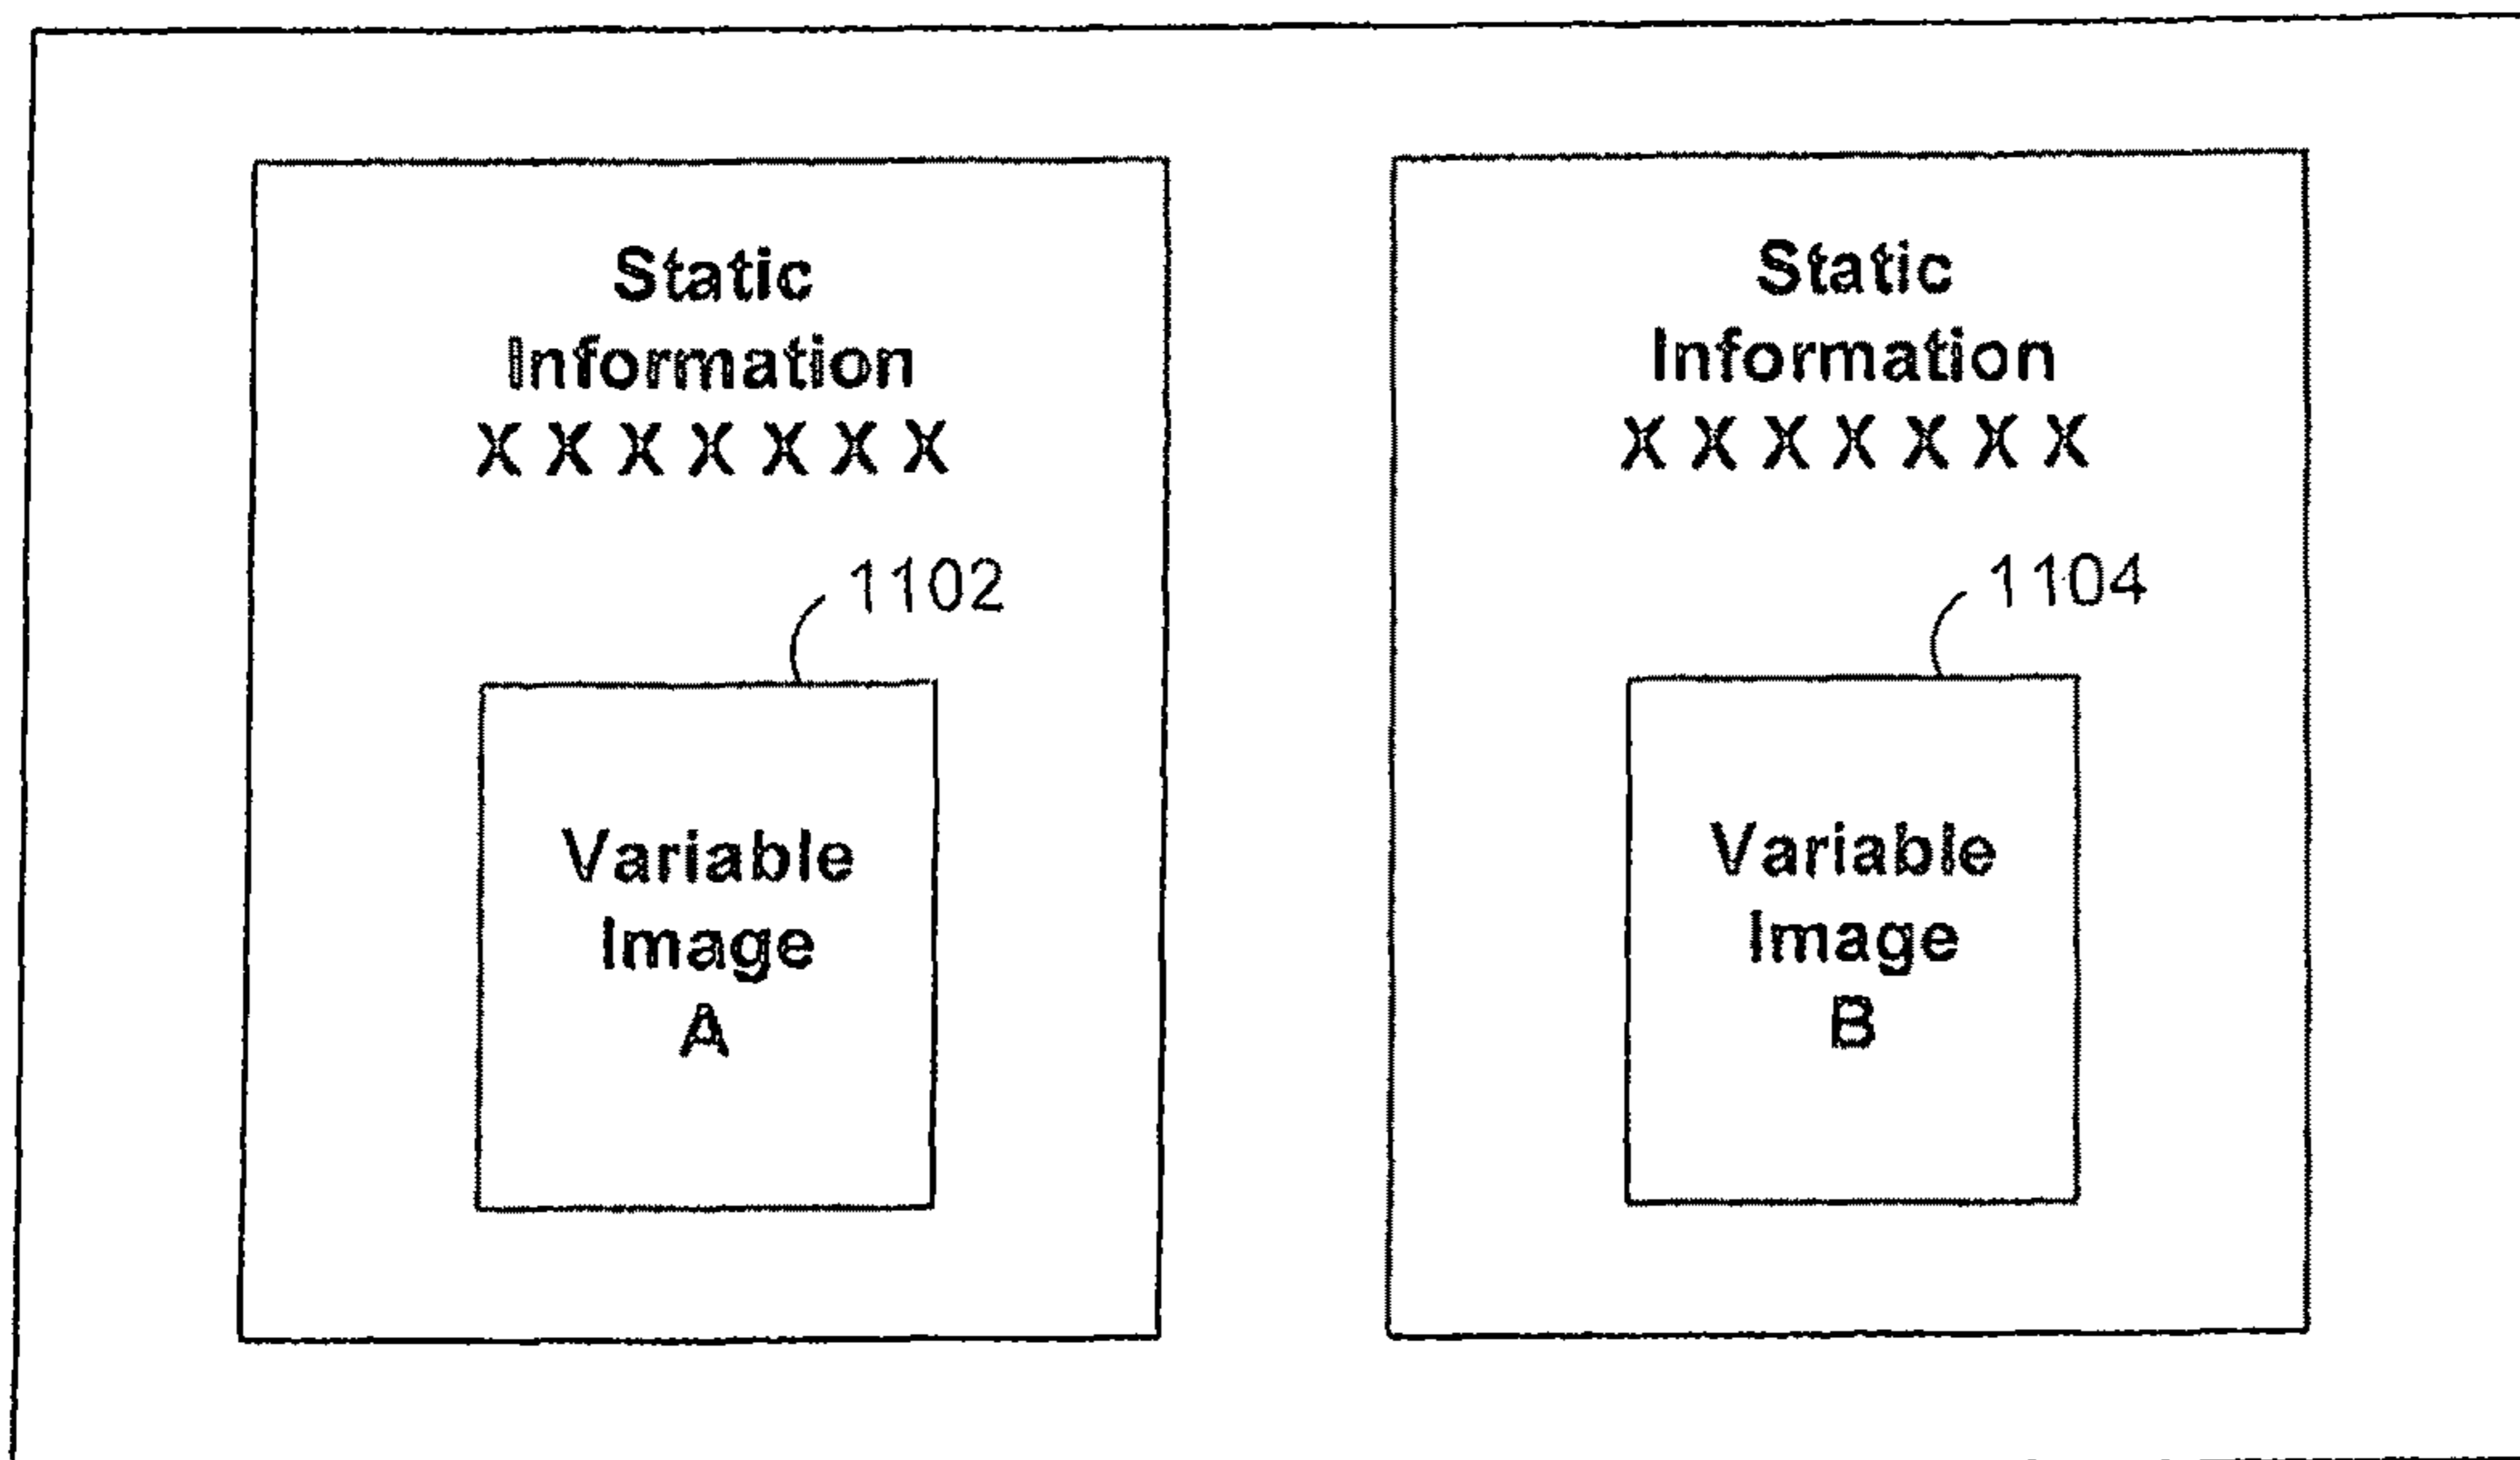 Static
Information
X X X X X X X
1102
Variable
Image
A
Static
Information
X X X X X X X
1104
Variable
Image
B